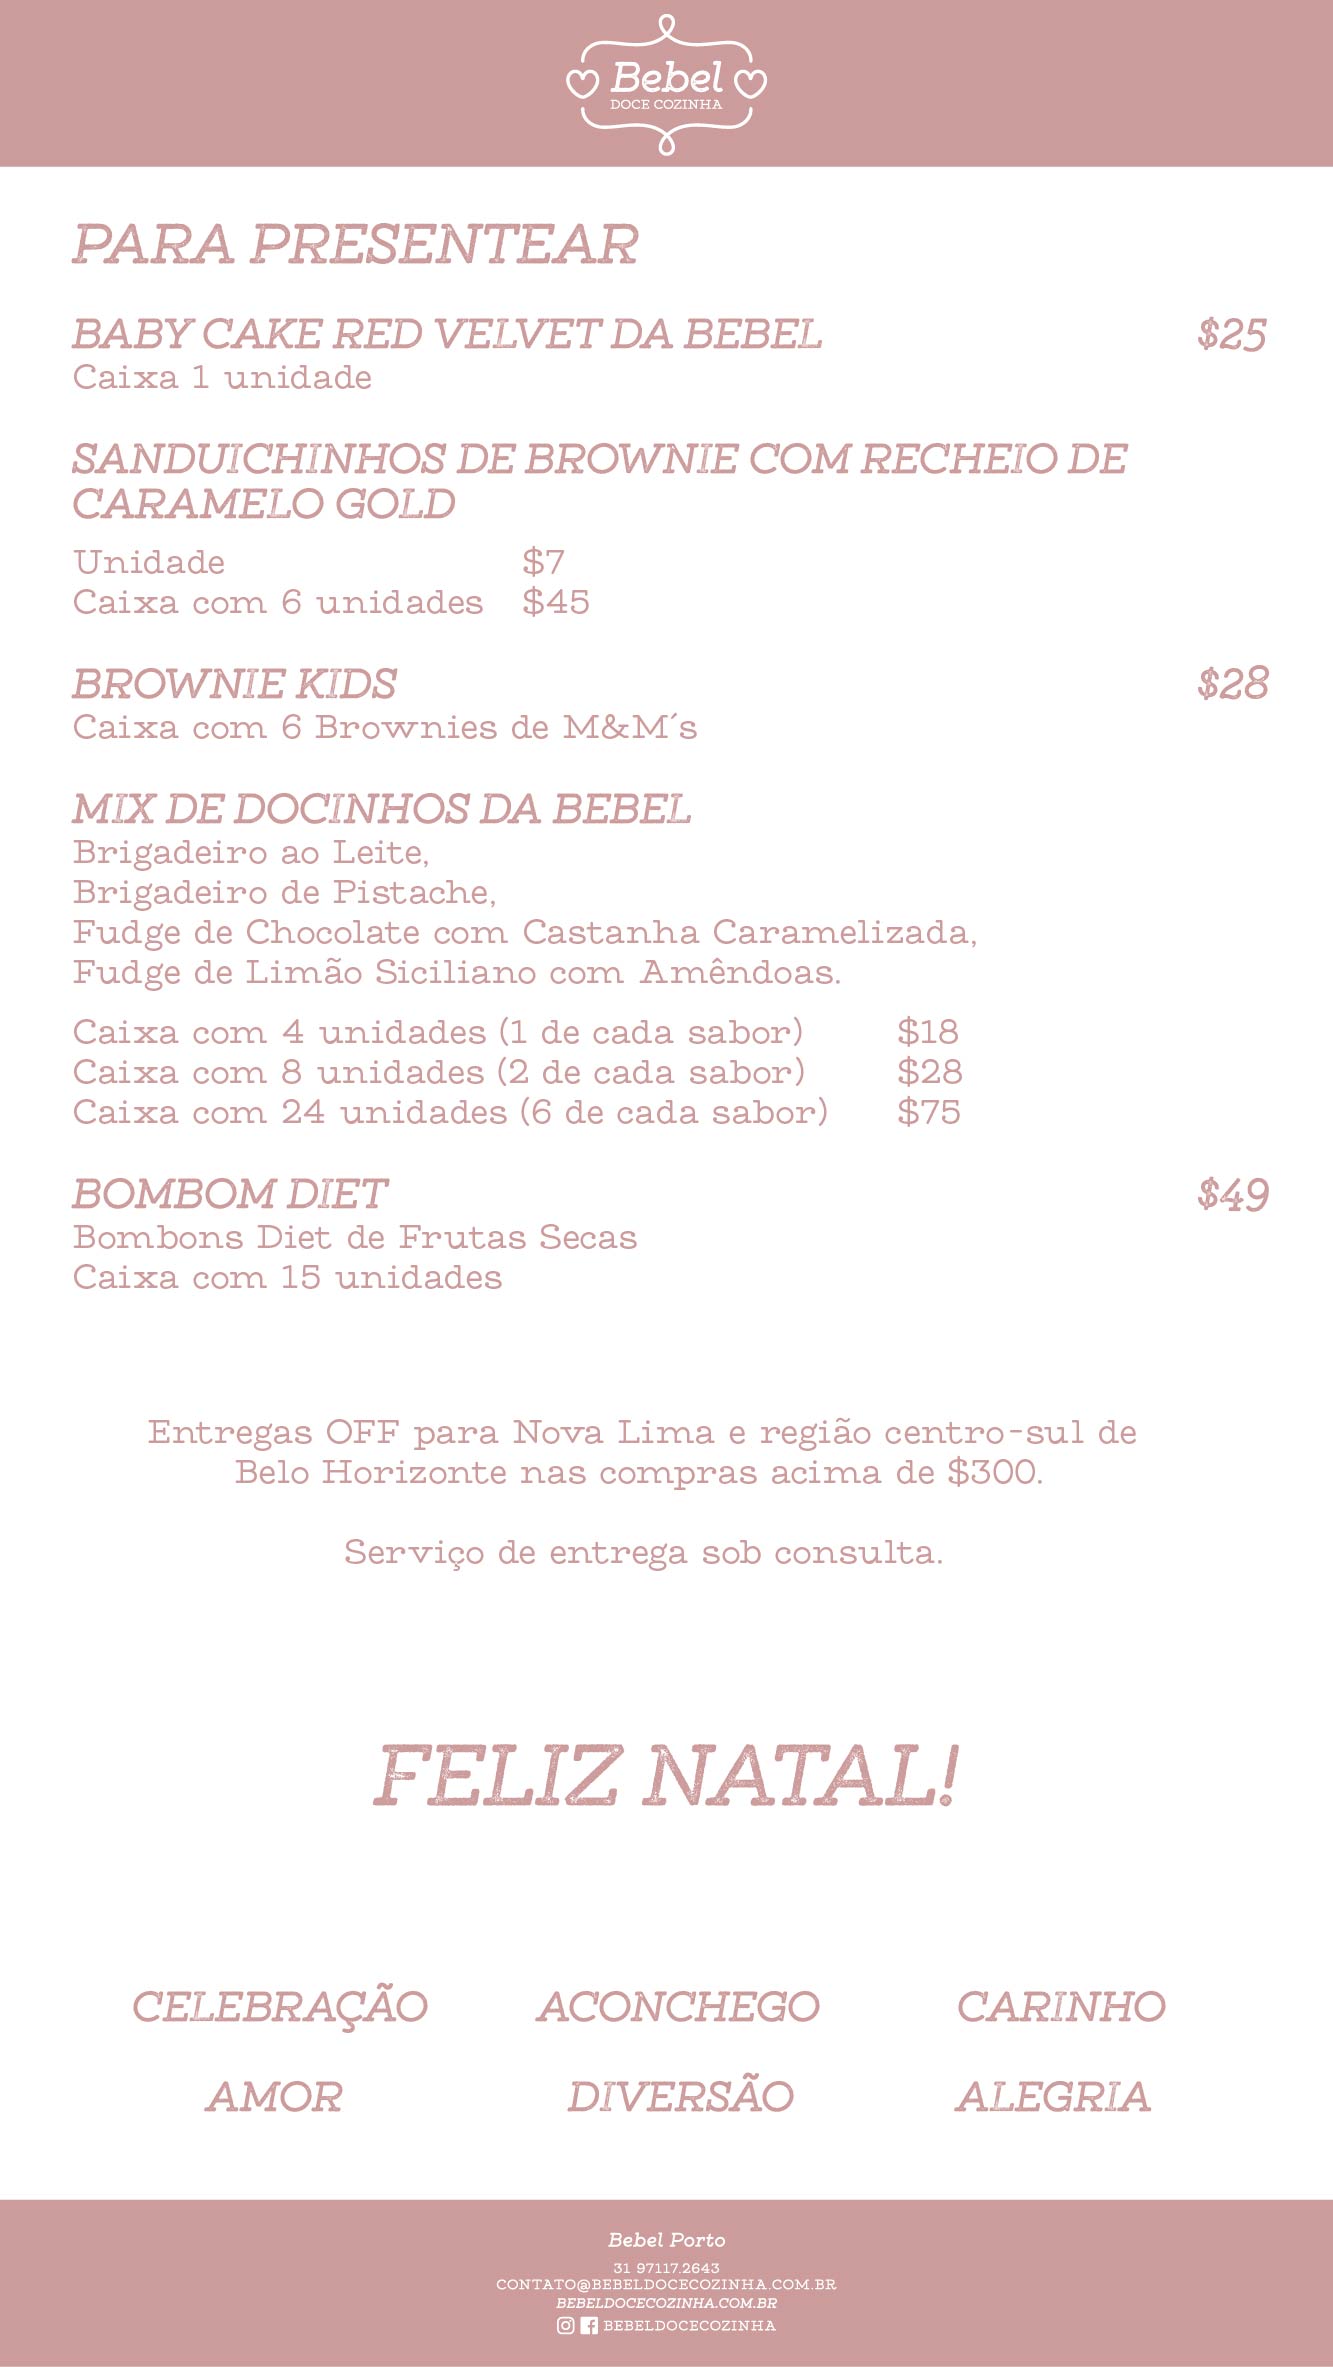 Bebel
DOCE COZINHA
PARA PRESENTEAR
BABY CAKE RED VELVET DA BEBEL $25
Caixa 1 unidade
SANDUICHINHOS DE BROWNIE COM RECHEIO DE
CARAMELO GOLD
Unidade $7
Caixa com 6 unidades $45
BROWNIE KIDS $28
Caixa com 6 Brownies de M&M´s
MIX DE DOCINHOS DA BEBEL
Brigadeiro ao Leite,
Brigadeiro de Pistache,
Fudge de Chocolate com Castanha Caramelizada,
Fudge de Limão Siciliano com Amêndoas.
Caixa com 4 unidades (1 de cada sabor) $18
Caixa com 8 unidades (2 de cada sabor) $28
Caixa com 24 unidades (6 de cada sabor) $75
BOMBOM DIET $49
Bombons Diet de Frutas Secas
Caixa com 15 unidades
Entregas OFF para Nova Lima e região centro-sul de
Belo Horizonte nas compras acima de $300.
Serviço de entrega sob consulta.
FELIZ NATAL!
CELEBRAÇÃO ACONCHEGO CARINHO
AMOR DIVERSÃO ALEGRIA
Bebel Porto
31 97117.2643
CONTATO@BEBELDOCECOZINHA.COM.BR
BEBELDOCECOZINHA.COM.BR
BEBELDOCECOZINHA